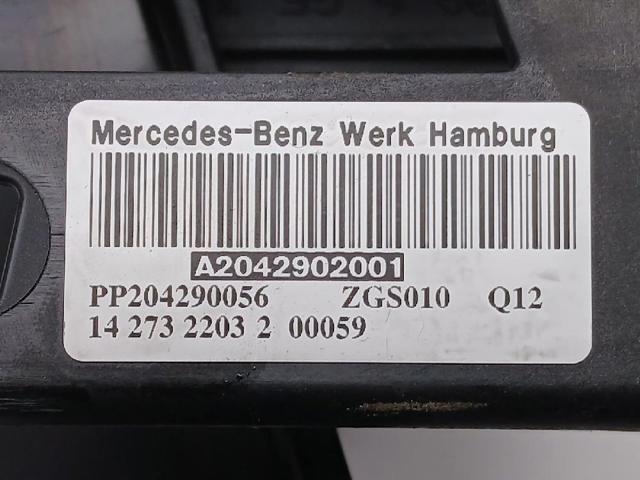 Mercedes-Benz Werk Hamburg
A2042902001
PP204290056 ZGS010 Q12
14 273 2203 2 00059